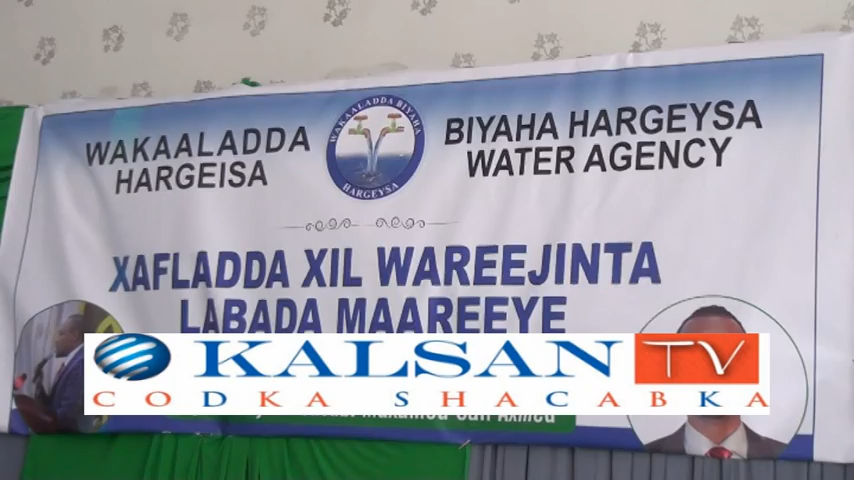 WAKAALADDA BIYAHA HARGEYSA
HARGEISA WATER AGENCY
WAKAALADDA BIYAHA
HARGEYSA
XAFLADDA XIL WAREEJINTA
LABADA MAAREEYE
KALSAN TV
CODKA SHACABKA